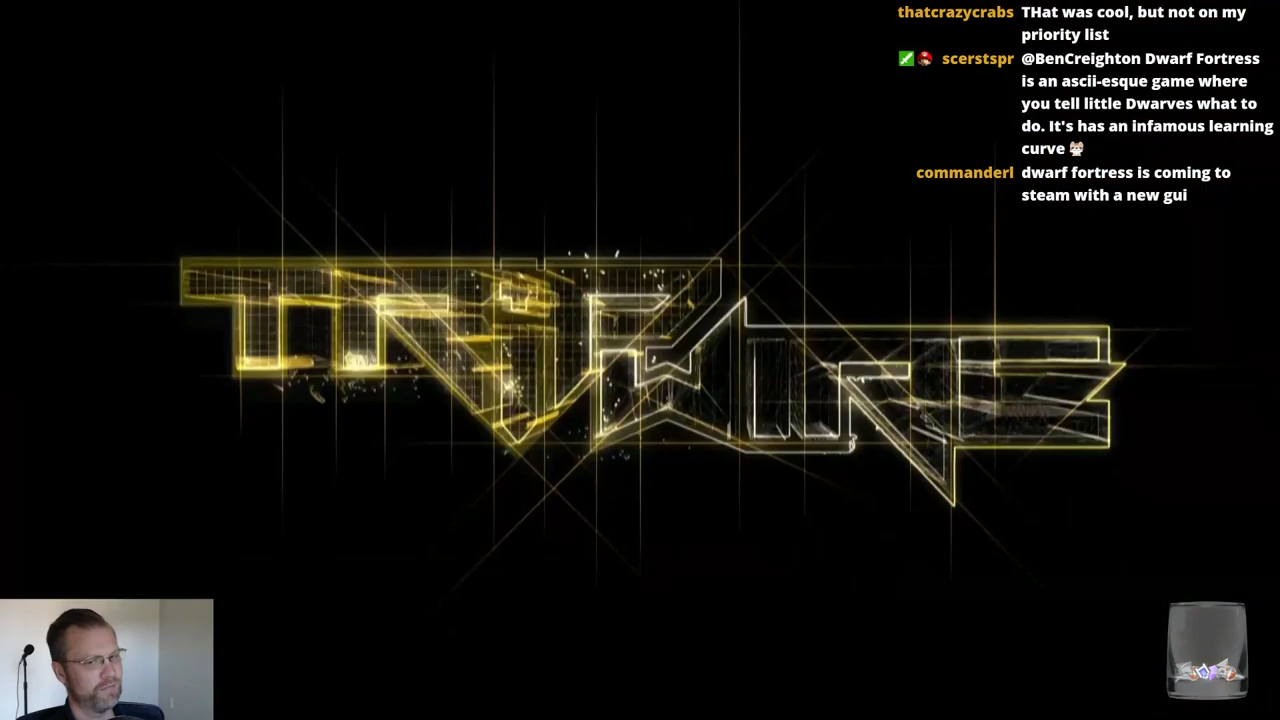 thatcrazycrabs THat was cool, but not on my
priority list
scerstspr @BenCreighton Dwarf Fortress
is an ascii-esque game where
you tell little Dwarves what to
do. It's has an infamous learning
curve
commanderl dwarf fortress is coming to
steam with a new gui